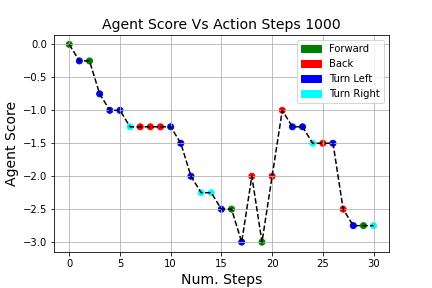 Agent Score Vs Action Steps 1000
Forward
Back
Turn Left
Turn Right
0.0
−0.5
−1.0
−1.5
−2.0
−2.5
−3.0
Agent Score
0 5 10 15 20 25 30
Num. Steps